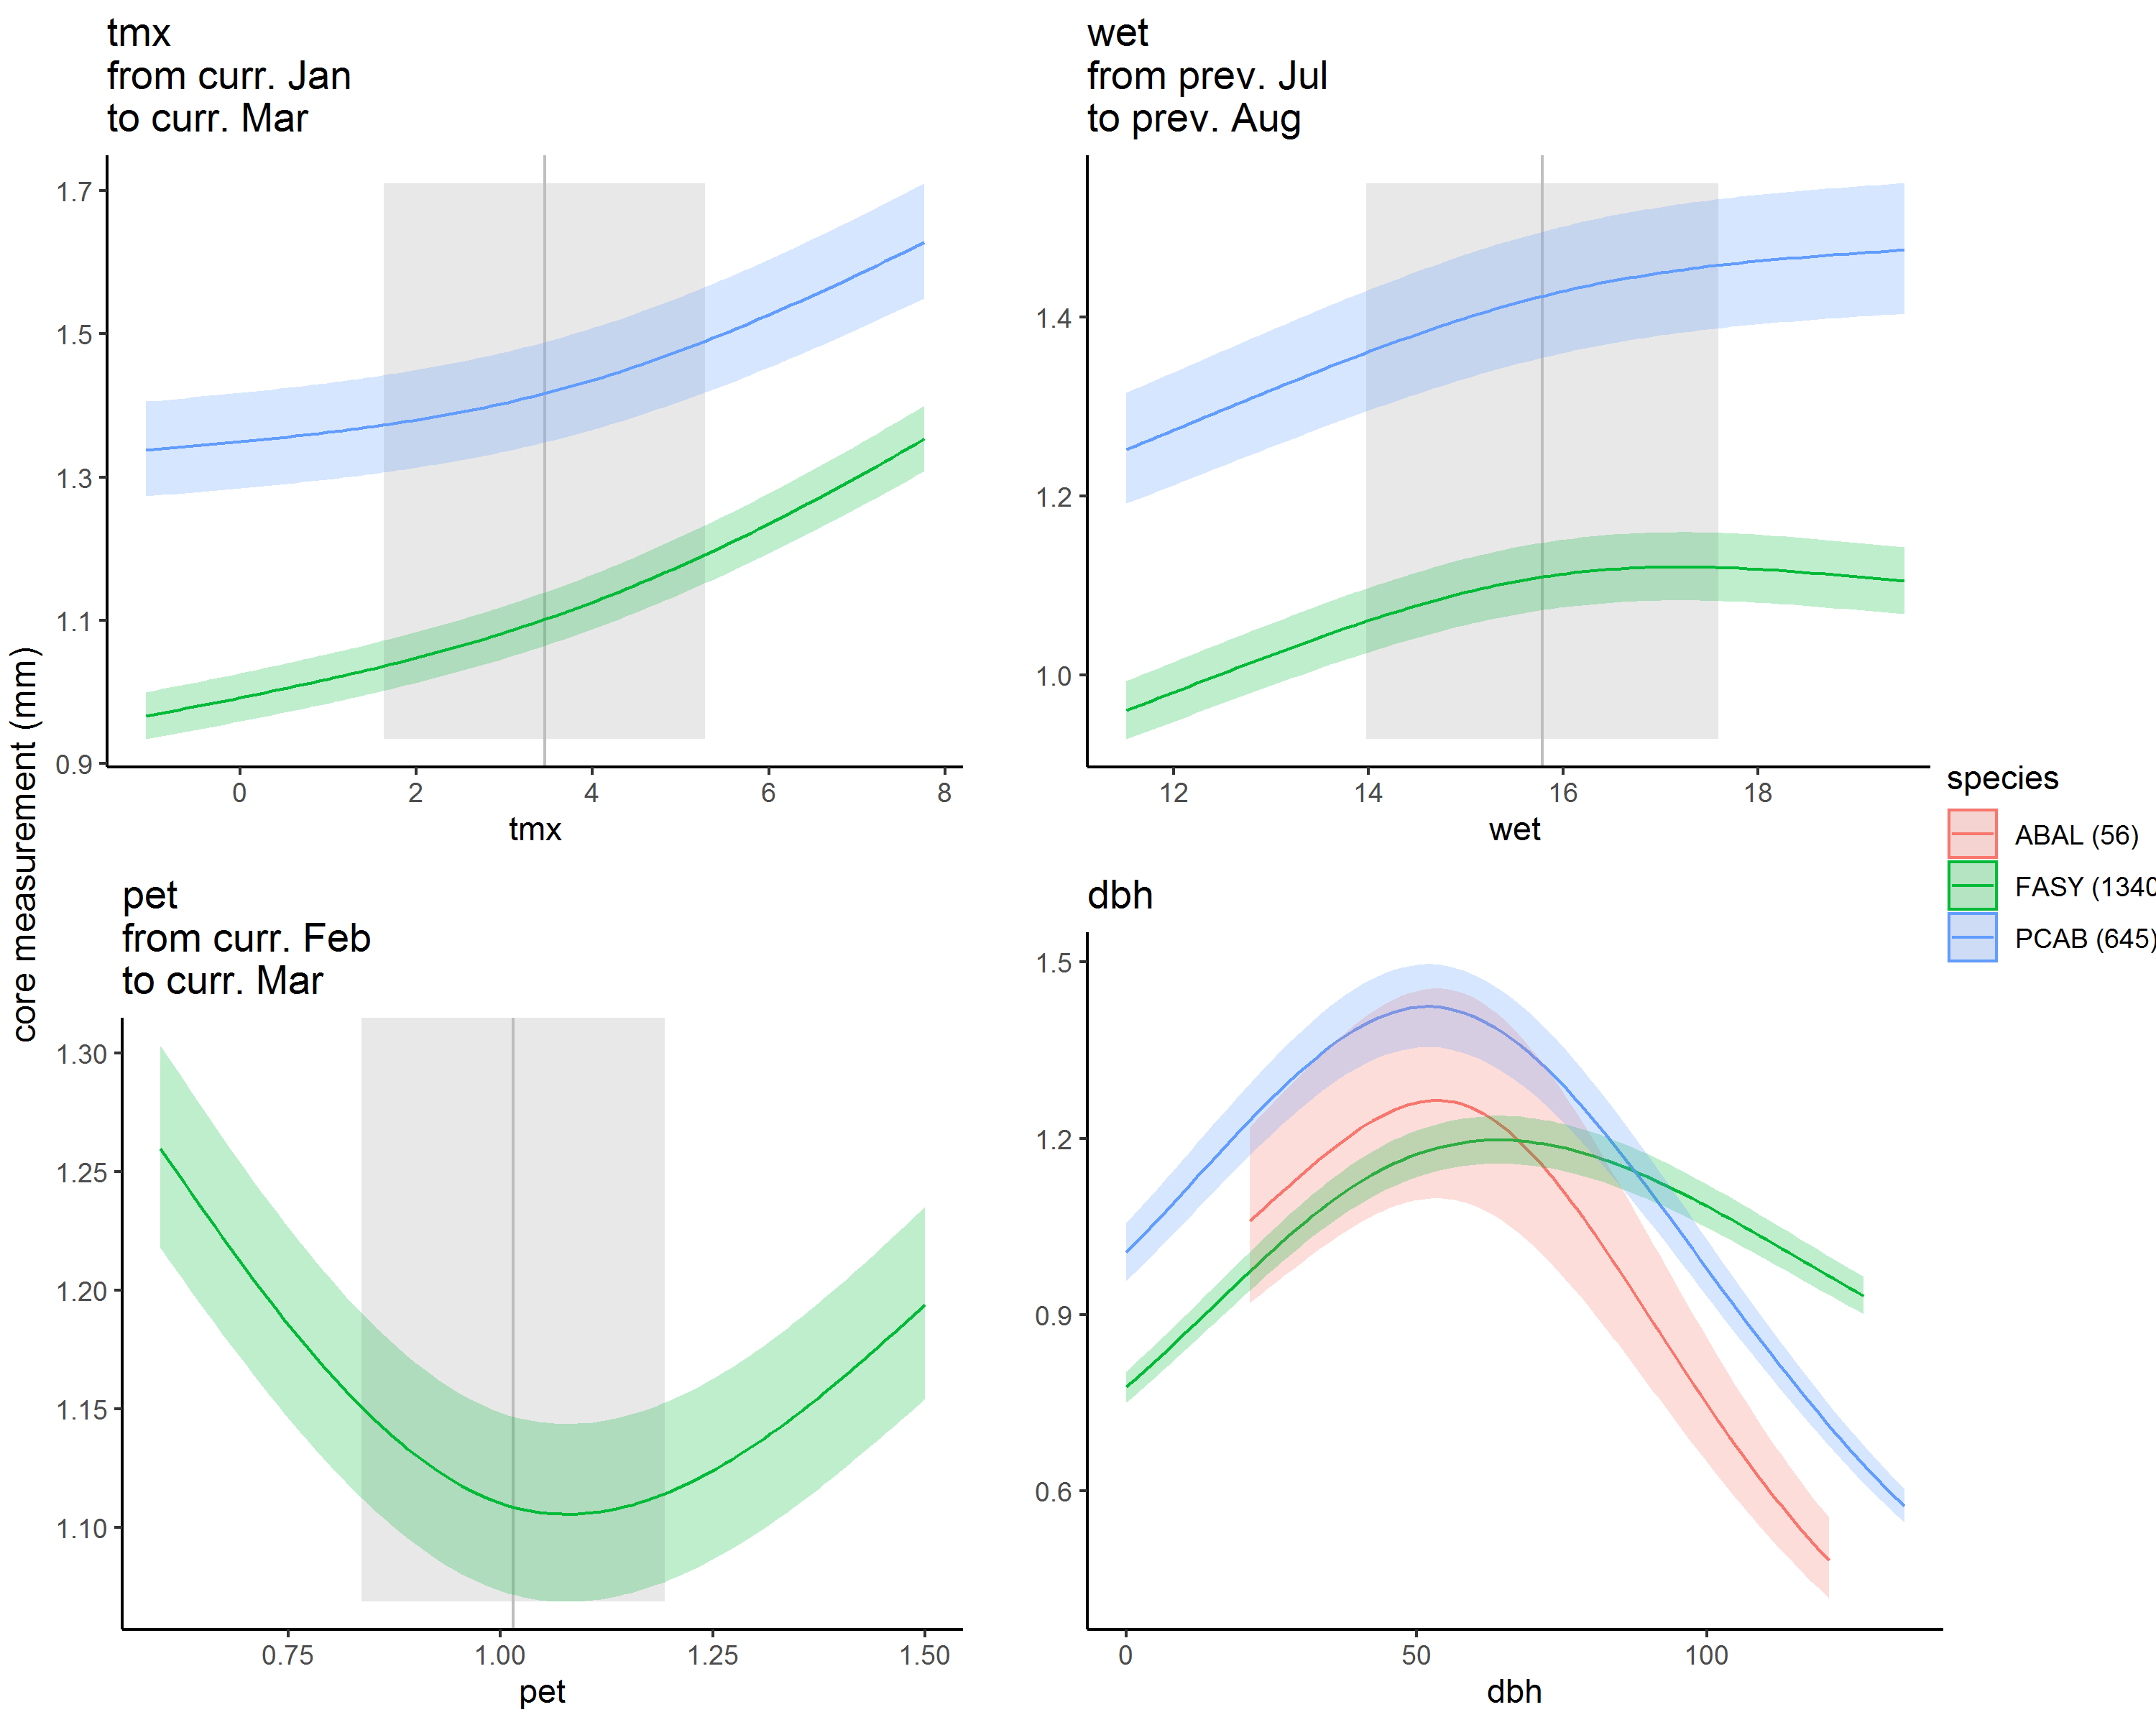 tmx
from curr. Jan
to curr. Mar
1.7
1.5
1.3
1.1
0.9
0 2 4 6 8
tmx
wet
from prev. Jul
to prev. Aug
1.4
1.2
1.0
12 14 16 18
wet
core measurement (mm)
pet
from curr. Feb
to curr. Mar
1.30
1.25
1.20
1.15
1.10
0.75 1.00 1.25 1.50
pet
dbh
1.5
1.2
0.9
0.6
0 50 100
dbh
species
ABAL (56)
FASY (1340
PCAB (645)